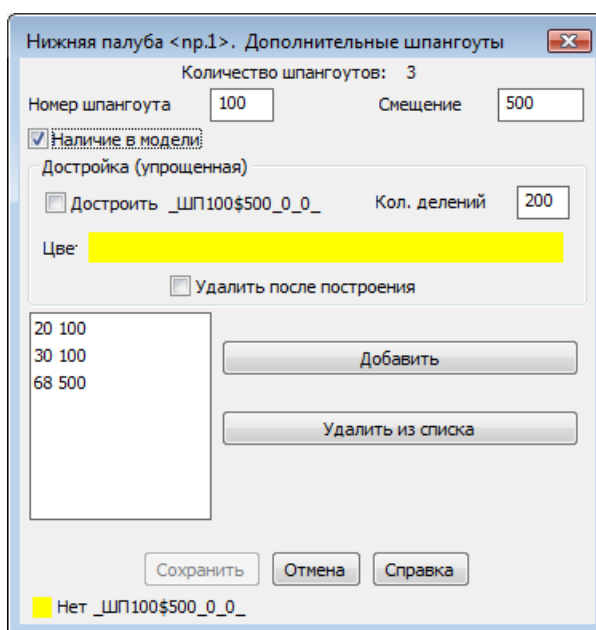 Нижняя палуба <пр.1>. Дополнительные шпангоуты
Количество шпангоутов: 3
Номер шпангоута 100 Смещение 500
Наличие в модели
Достройка (упрощенная)
Достроить _ШП100$500_0_0_ Кол. делений 200
Цве
Удалить после построения
20 100
30 100
68 500
Добавить
Удалить из списка
Сохранить Отмена Справка
Нет _ШП100$500_0_0_